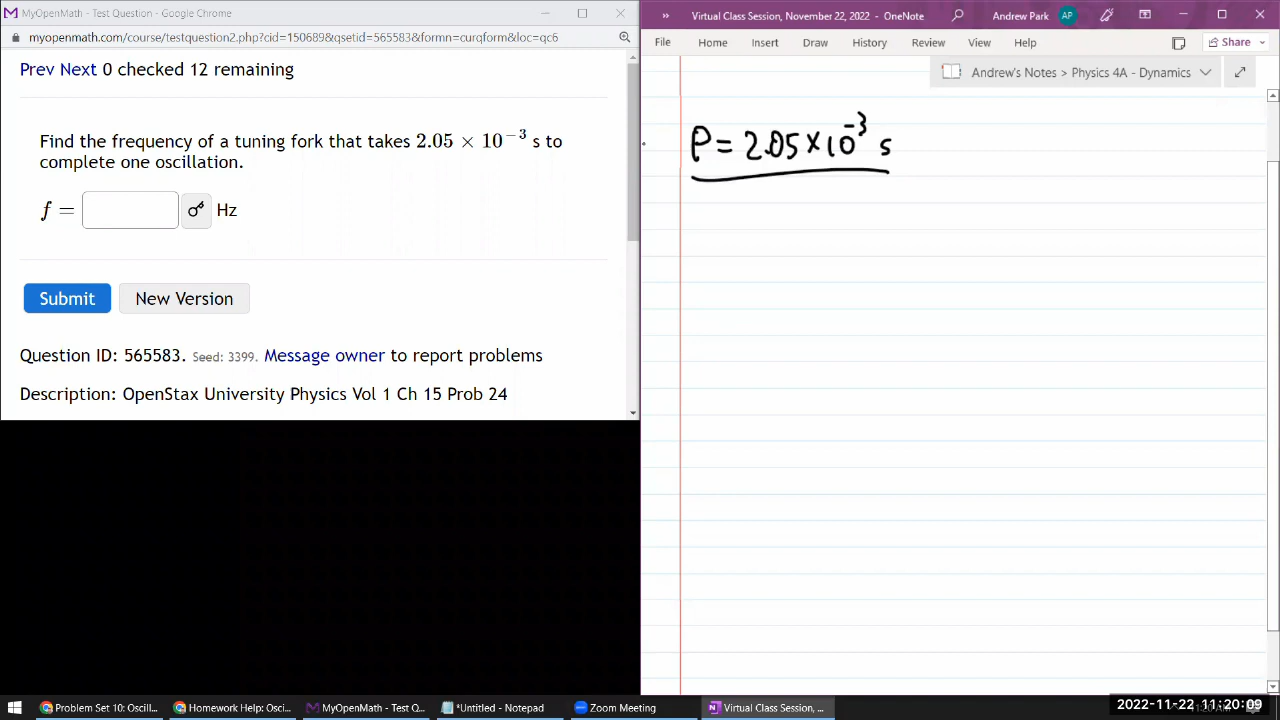 MyOpenMath - Test Question - Google Chrome
myopenmath.com/course/testquestion2.php?cid=150689&qsetid=565583&formn=curqform&loc=qc6
Prev Next 0 checked 12 remaining
Find the frequency of a tuning fork that takes 2.05 × 10⁻³ s to
complete one oscillation.
f = Hz
Submit New Version
Question ID: 565583. Seed: 3399. Message owner to report problems
Description: OpenStax University Physics Vol 1 Ch 15 Prob 24
» Virtual Class Session, November 22, 2022 - OneNote Andrew Park AP
File Home Insert Draw History Review View Help Share
Andrew's Notes > Physics 4A - Dynamics
P = 2.05 × 10⁻³ s
Problem Set 10: Oscill... Homework Help: Osci... MyOpenMath - Test Q... *Untitled - Notepad Zoom Meeting Virtual Class Session,...
2022-11-22 11:20:09